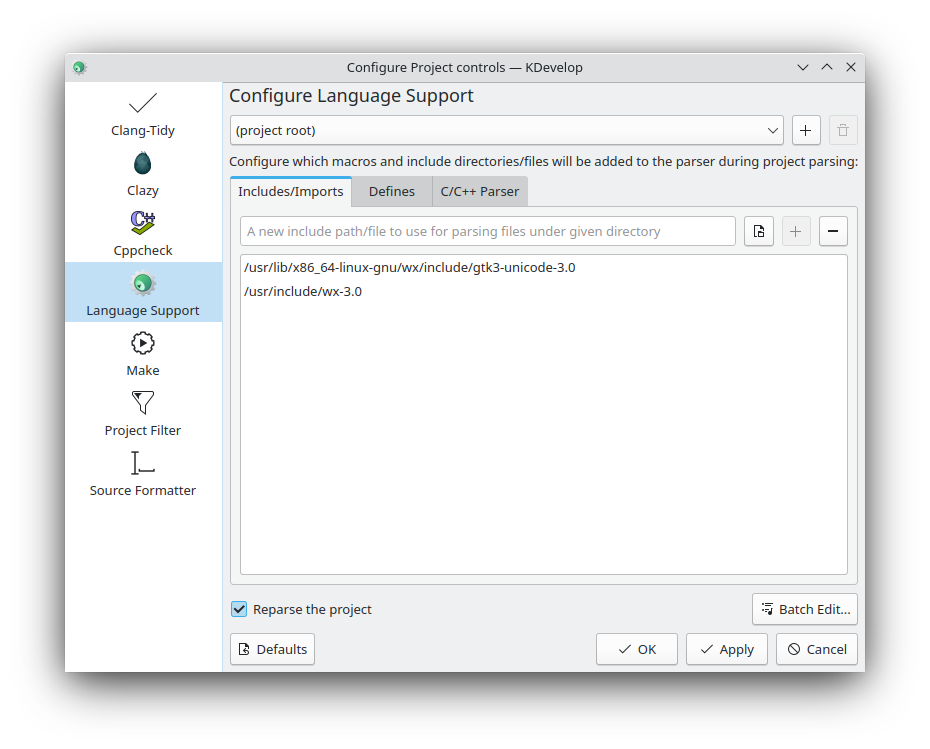 Configure Project controls — KDevelop
Clang-Tidy
Clazy
C++
Cppcheck
Language Support
Make
Project Filter
Source Formatter
Configure Language Support
(project root)
Configure which macros and include directories/files will be added to the parser during project parsing:
Includes/Imports
Defines
C/C++ Parser
A new include path/file to use for parsing files under given directory
/usr/lib/x86_64-linux-gnu/wx/include/gtk3-unicode-3.0
/usr/include/wx-3.0
Reparse the project
Batch Edit...
Defaults
OK
Apply
Cancel